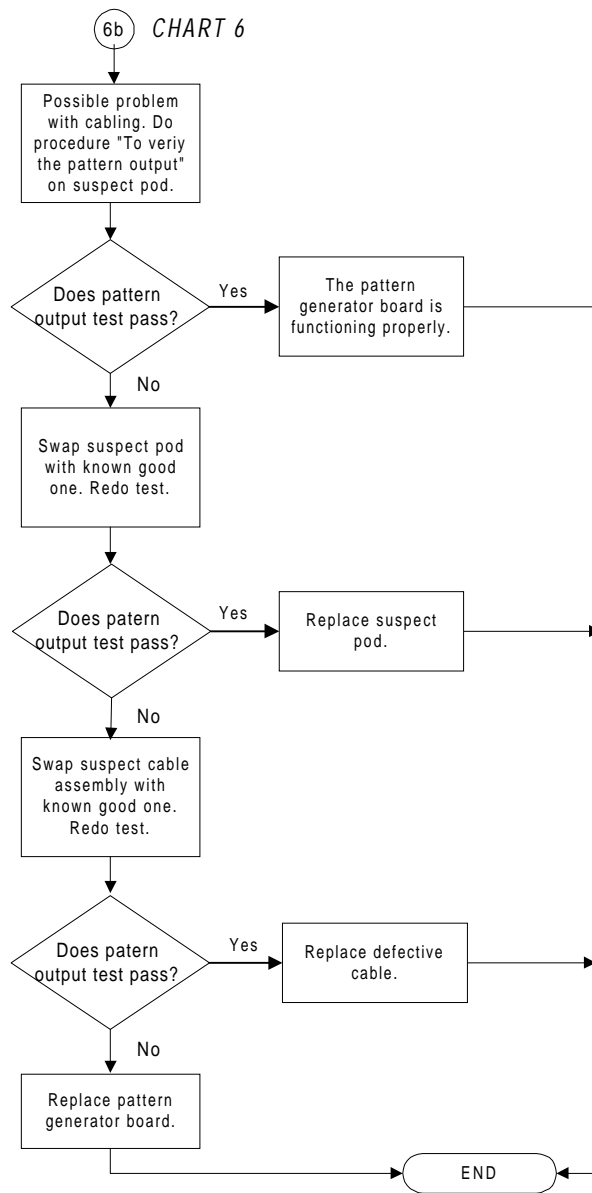 6b CHART 6
Possible problem
with cabling. Do
procedure "To veriy
the pattern output"
on suspect pod.
Does pattern
output test pass?
Yes
The pattern
generator board is
functioning properly.
No
Swap suspect pod
with known good
one. Redo test.
Does patern
output test pass?
Yes
Replace suspect
pod.
No
Swap suspect cable
assembly with
known good one.
Redo test.
Does patern
output test pass?
Yes
Replace defective
cable.
No
Replace pattern
generator board.
END